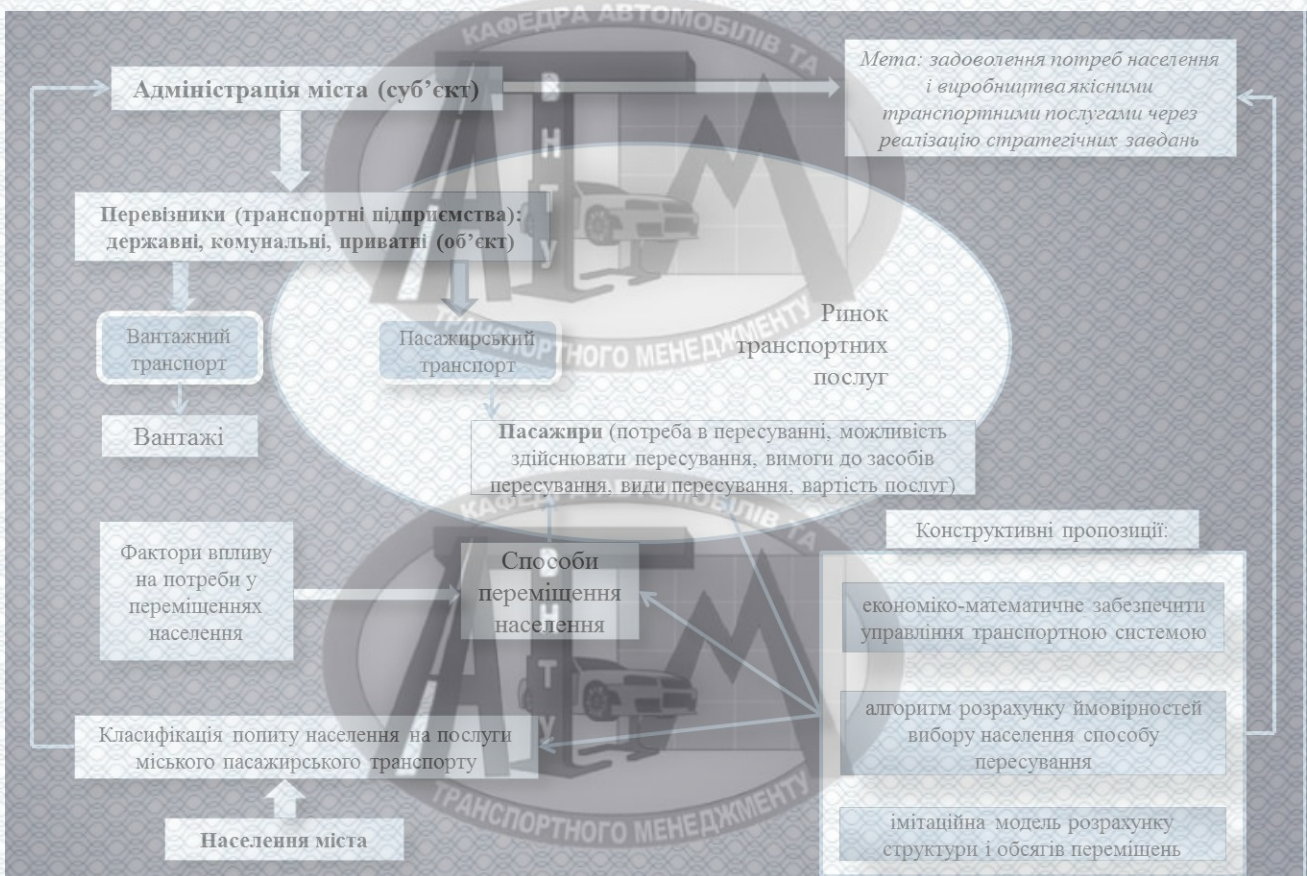 КАФЕДРА АВТОМОБІЛІВ ТА
ВНТУ
АТМ
ТРАНСПОРТНОГО МЕНЕДЖМЕНТУ
Адміністрація міста (суб’єкт)
Мета: задоволення потреб населення
і виробництва якісними
транспортними послугами через
реалізацію стратегічних завдань
Перевізники (транспортні підприємства):
державні, комунальні, приватні (об’єкт)
Вантажний
транспорт
Пасажирський
транспорт
Ринок
транспортних
послуг
Вантажі
Пасажири (потреба в пересуванні, можливість
здійснювати пересування, вимоги до засобів
пересування, види пересування, вартість послуг)
КАФЕДРА АВТОМОБІЛІВ ТА
ВНТУ
АТМ
ТРАНСПОРТНОГО МЕНЕДЖМЕНТУ
Фактори впливу
на потреби у
переміщеннях
населення
Способи
переміщення
населення
Конструктивні пропозиції:
економіко-математичне забезпечити
управління транспортною системою
алгоритм розрахунку ймовірностей
вибору населення способу
пересування
імітаційна модель розрахунку
структури і обсягів переміщень
Класифікація попиту населення на послуги
міського пасажирського транспорту
Населення міста